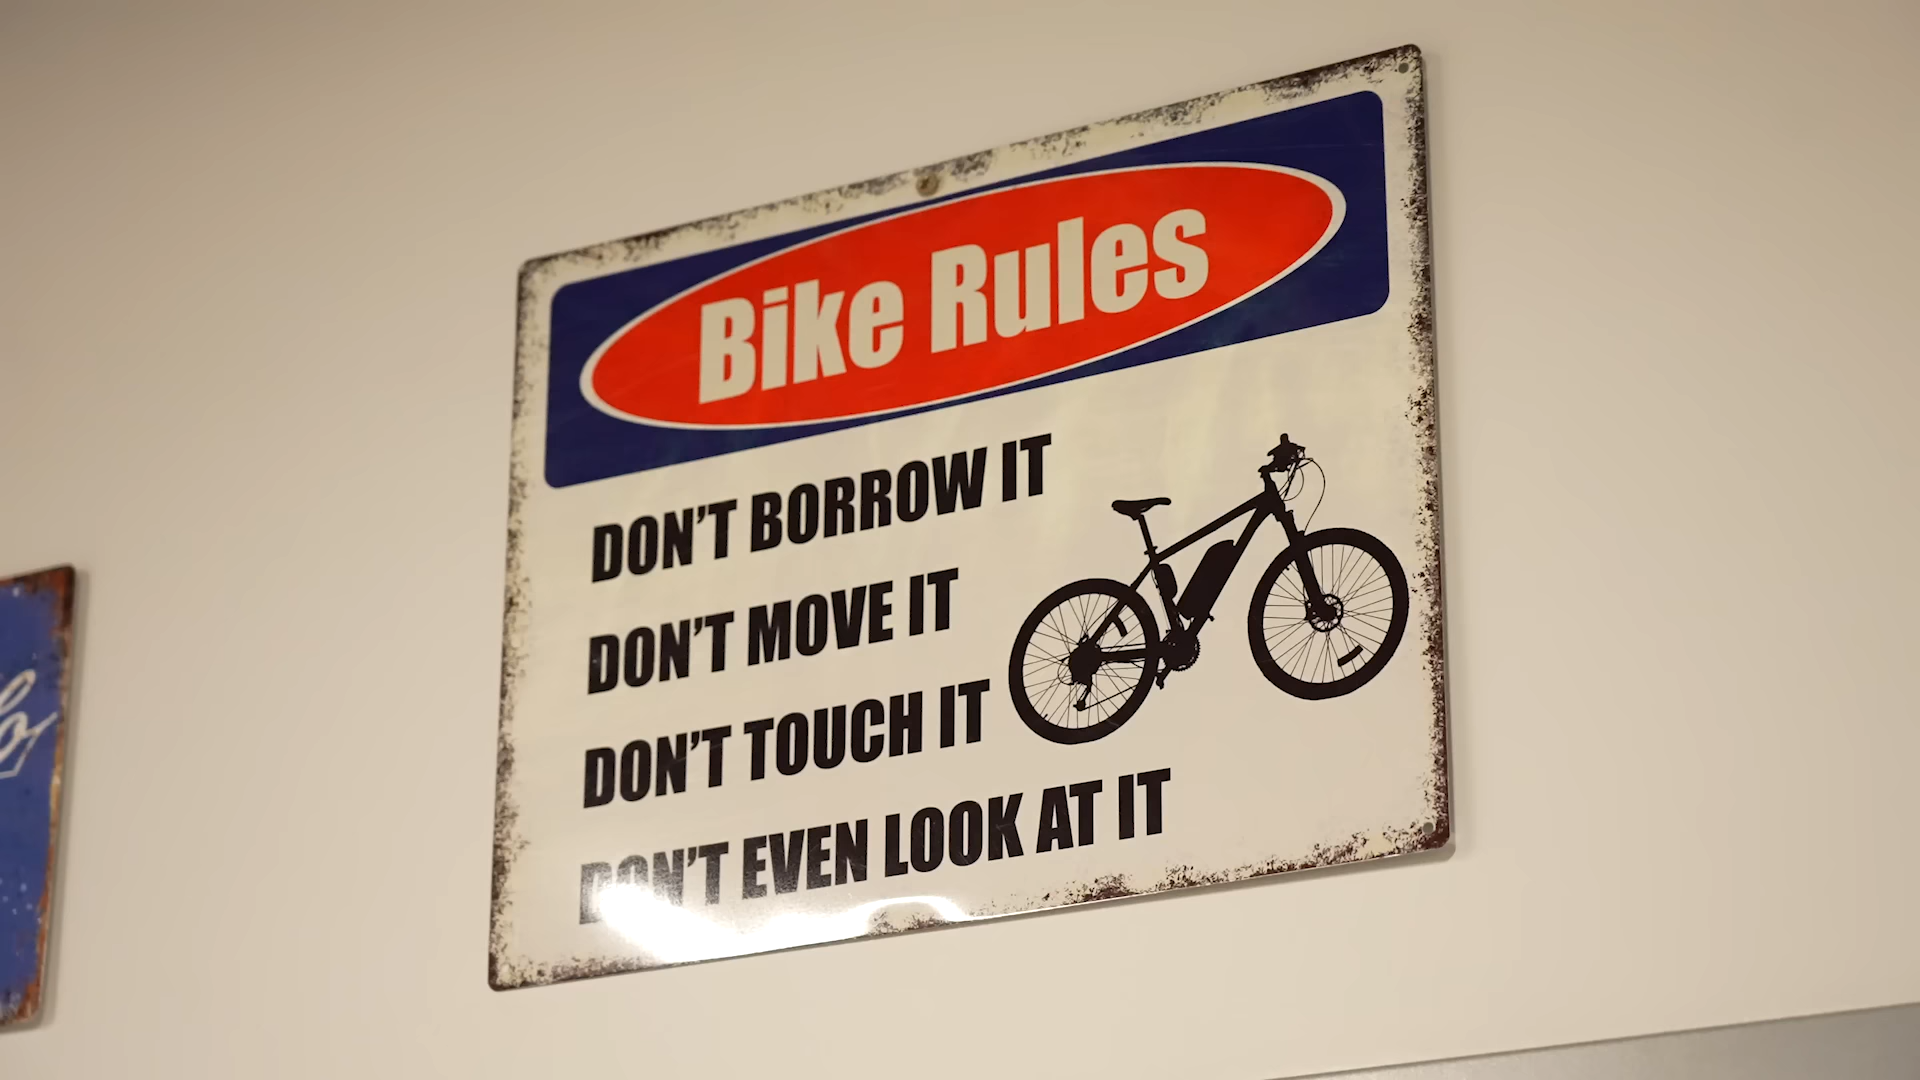 Bike Rules
DON'T BORROW IT
DON'T MOVE IT
DON'T TOUCH IT
DON'T EVEN LOOK AT IT